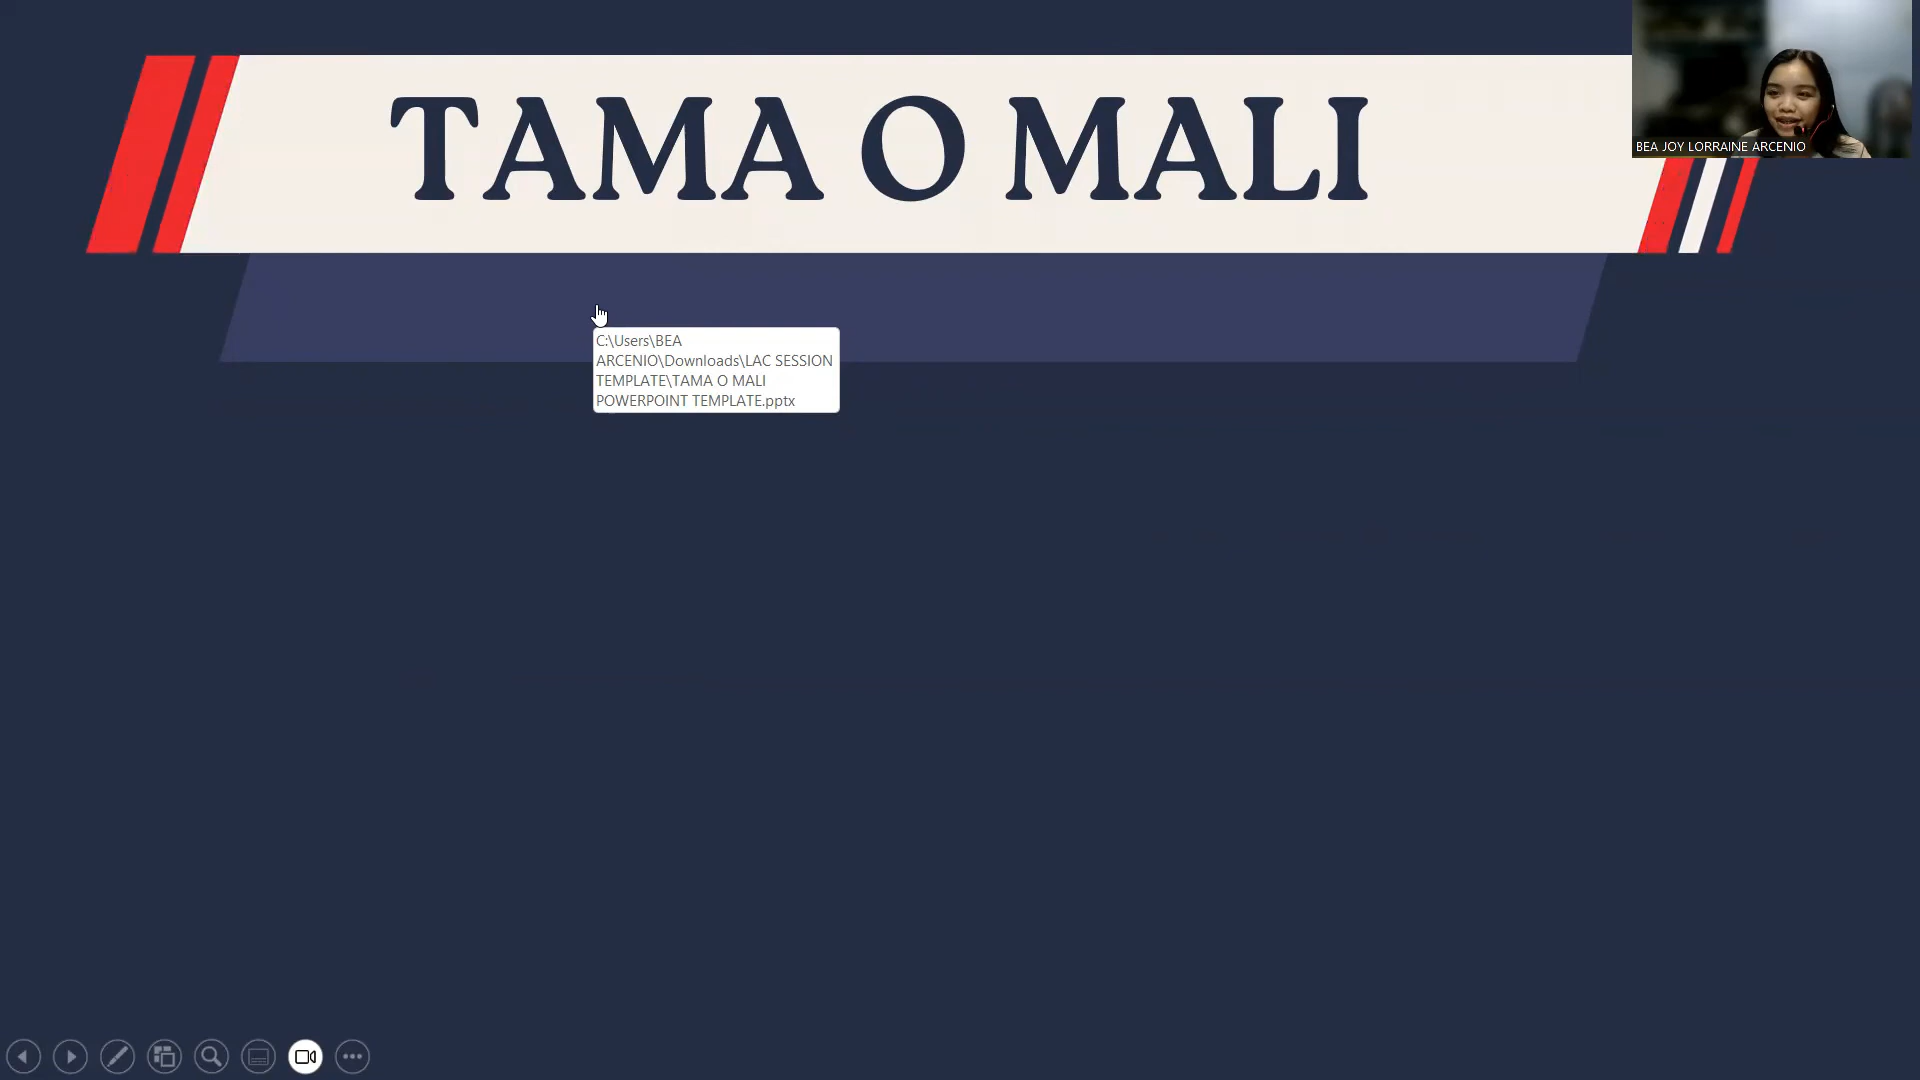 TAMA O MALI
BEA JOY LORRAINE ARCENIO
C:\Users\BEA
ARCENIO\Downloads\LAC SESSION
TEMPLATE\TAMA O MALI
POWERPOINT TEMPLATE.pptx